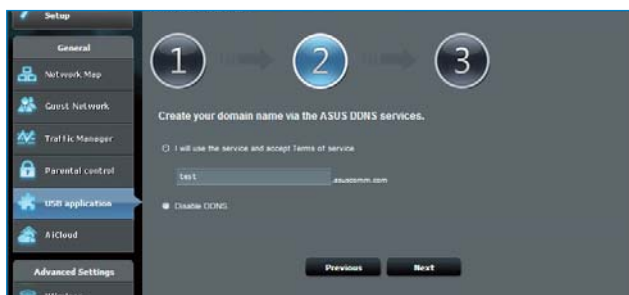 Setup
General
Network Map
Guest Network
Traffic Manager
Parental control
USB application
AiCloud
Advanced Settings
1
2
3
Create your domain name via the ASUS DDNS services.
I will use the service and accept Terms of service
test
.asuscomm.com
Disable DDNS.
Previous
Next